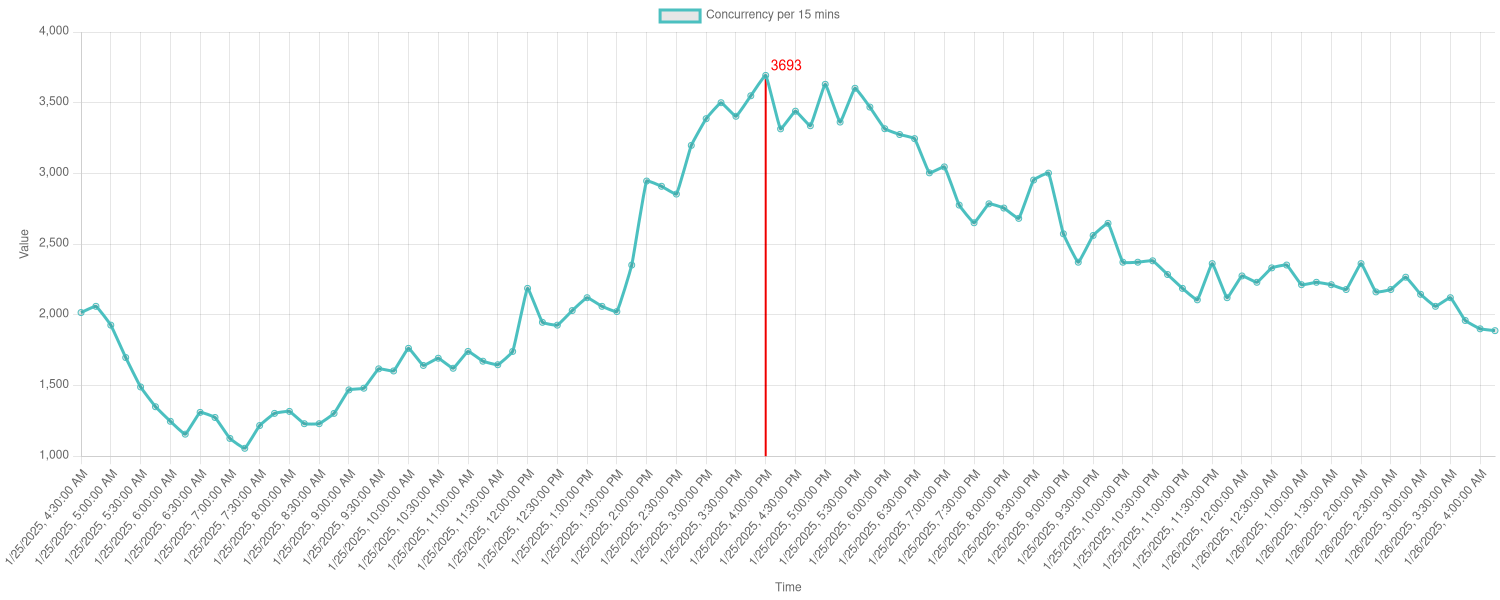 Concurrency per 15 mins
4,000
3,500
3,000
2,500
2,000
1,500
1,000
Value
3693
1/25/2025, 4:30:00 AM
1/25/2025, 5:00:00 AM
1/25/2025, 5:30:00 AM
1/25/2025, 6:00:00 AM
1/25/2025, 6:30:00 AM
1/25/2025, 7:00:00 AM
1/25/2025, 7:30:00 AM
1/25/2025, 8:00:00 AM
1/25/2025, 8:30:00 AM
1/25/2025, 9:00:00 AM
1/25/2025, 9:30:00 AM
1/25/2025, 10:00:00 AM
1/25/2025, 10:30:00 AM
1/25/2025, 11:00:00 AM
1/25/2025, 11:30:00 AM
1/25/2025, 12:00:00 PM
1/25/2025, 12:30:00 PM
1/25/2025, 1:00:00 PM
1/25/2025, 1:30:00 PM
1/25/2025, 2:00:00 PM
1/25/2025, 2:30:00 PM
1/25/2025, 3:00:00 PM
1/25/2025, 3:30:00 PM
1/25/2025, 4:00:00 PM
1/25/2025, 4:30:00 PM
1/25/2025, 5:00:00 PM
1/25/2025, 5:30:00 PM
1/25/2025, 6:00:00 PM
1/25/2025, 6:30:00 PM
1/25/2025, 7:00:00 PM
1/25/2025, 7:30:00 PM
1/25/2025, 8:00:00 PM
1/25/2025, 8:30:00 PM
1/25/2025, 9:00:00 PM
1/25/2025, 9:30:00 PM
1/25/2025, 10:00:00 PM
1/25/2025, 10:30:00 PM
1/25/2025, 11:00:00 PM
1/25/2025, 11:30:00 PM
1/26/2025, 12:00:00 AM
1/26/2025, 12:30:00 AM
1/26/2025, 1:00:00 AM
1/26/2025, 1:30:00 AM
1/26/2025, 2:00:00 AM
1/26/2025, 2:30:00 AM
1/26/2025, 3:00:00 AM
1/26/2025, 3:30:00 AM
1/26/2025, 4:00:00 AM
Time